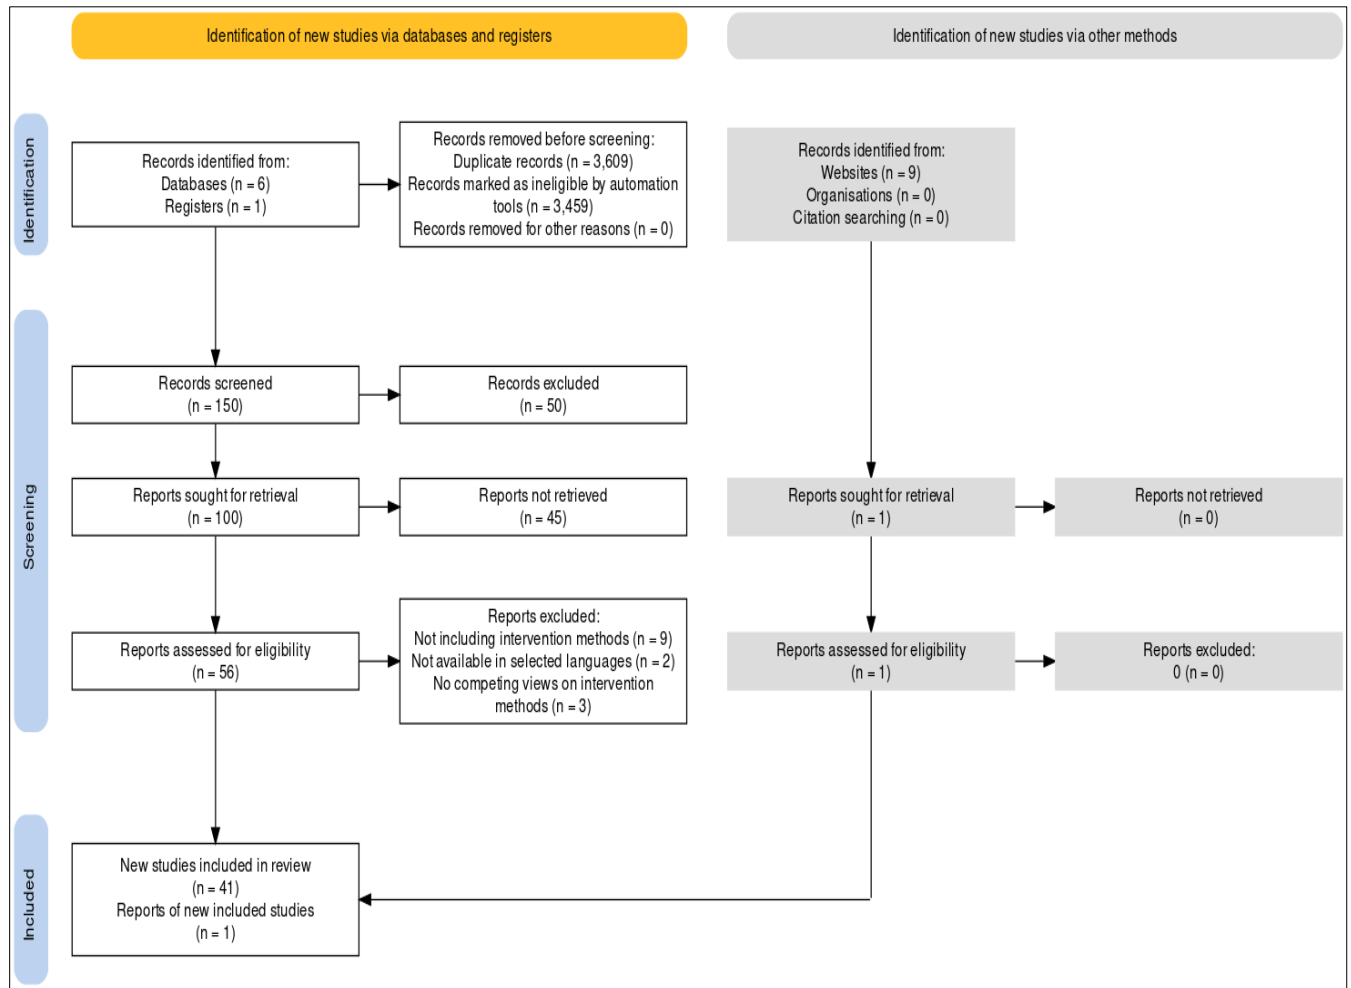 Identification of new studies via databases and registers
Identification of new studies via other methods
Identification
Records identified from:
Databases (n = 6)
Registers (n = 1)
Records removed before screening:
Duplicate records (n = 3,609)
Records marked as ineligible by automation
tools (n = 3,459)
Records removed for other reasons (n = 0)
Records identified from:
Websites (n = 9)
Organisations (n = 0)
Citation searching (n = 0)
Screening
Records screened
(n = 150)
Records excluded
(n = 50)
Reports sought for retrieval
(n = 100)
Reports not retrieved
(n = 45)
Reports sought for retrieval
(n = 1)
Reports not retrieved
(n = 0)
Reports assessed for eligibility
(n = 56)
Reports excluded:
Not including intervention methods (n = 9)
Not available in selected languages (n = 2)
No competing views on intervention
methods (n = 3)
Reports assessed for eligibility
(n = 1)
Reports excluded:
0 (n = 0)
Included
New studies included in review
(n = 41)
Reports of new included studies
(n = 1)